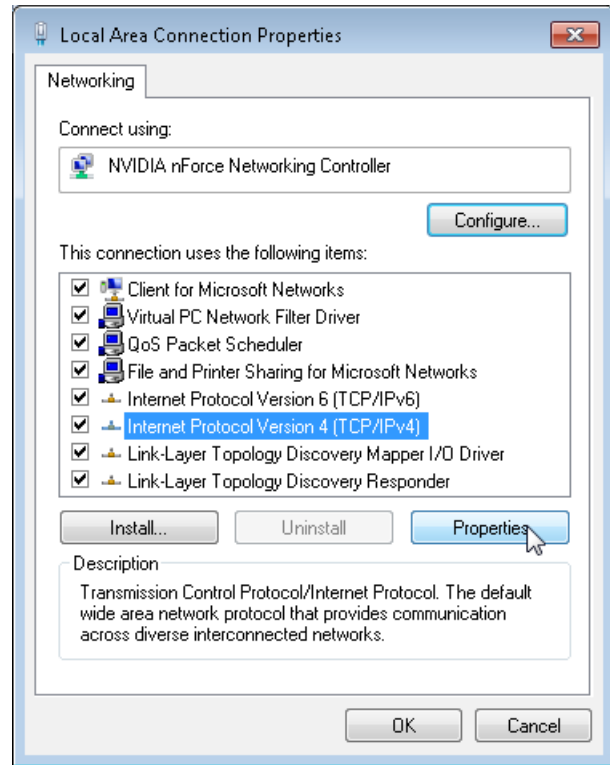 Local Area Connection Properties
Networking
Connect using:
NVIDIA nForce Networking Controller
Configure...
This connection uses the following items:
Client for Microsoft Networks
Virtual PC Network Filter Driver
QoS Packet Scheduler
File and Printer Sharing for Microsoft Networks
Internet Protocol Version 6 (TCP/IPv6)
Internet Protocol Version 4 (TCP/IPv4)
Link-Layer Topology Discovery Mapper I/O Driver
Link-Layer Topology Discovery Responder
Install... Uninstall Properties
Description
Transmission Control Protocol/Internet Protocol. The default
wide area network protocol that provides communication
across diverse interconnected networks.
OK Cancel